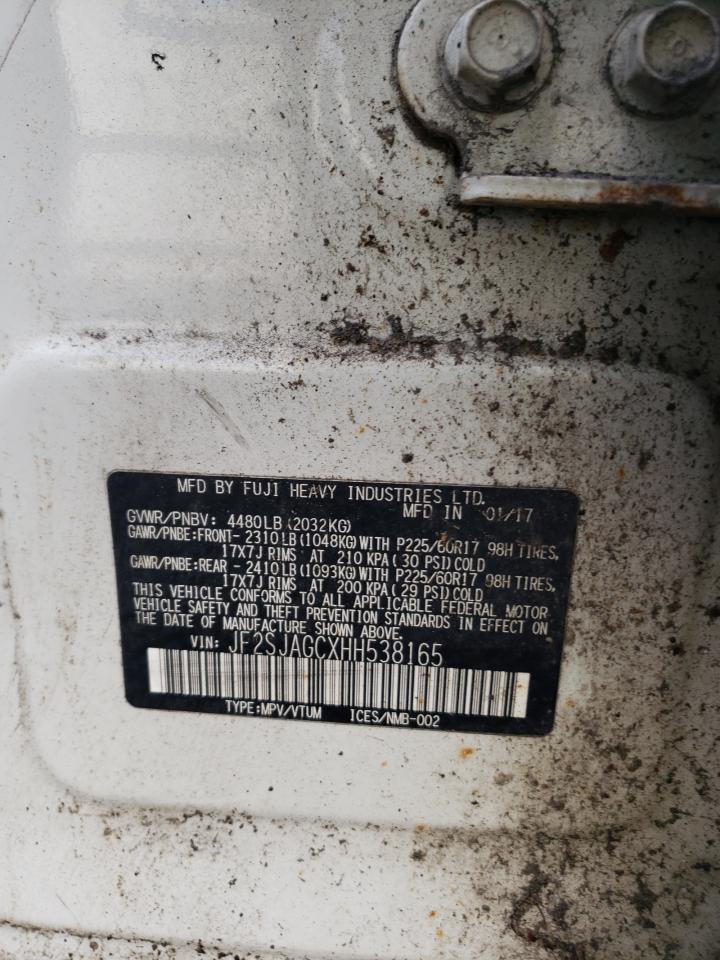 MFD BY FUJI HEAVY INDUSTRIES LTD.
MFD IN 01/17
GVWR/PNBV: 4480LB (2032KG)
GAWR/PNBE:FRONT- 2310LB (1048KG) WITH P225/60R17 98H TIRES,
17X7J RIMS AT 210 KPA (30 PSI) COLD
GAWR/PNBE:REAR - 2410LB (1093KG) WITH P225/60R17 98H TIRES,
17X7J RIMS AT 200 KPA (29 PSI) COLD
THIS VEHICLE CONFORMS TO ALL APPLICABLE FEDERAL MOTOR
VEHICLE SAFETY AND THEFT PREVENTION STANDARDS IN EFFECT ON
THE DATE OF MANUFACTURE SHOWN ABOVE.
VIN: JF2SJAGCXHH538165
TYPE:MPV/VTUM ICES/NMB-002